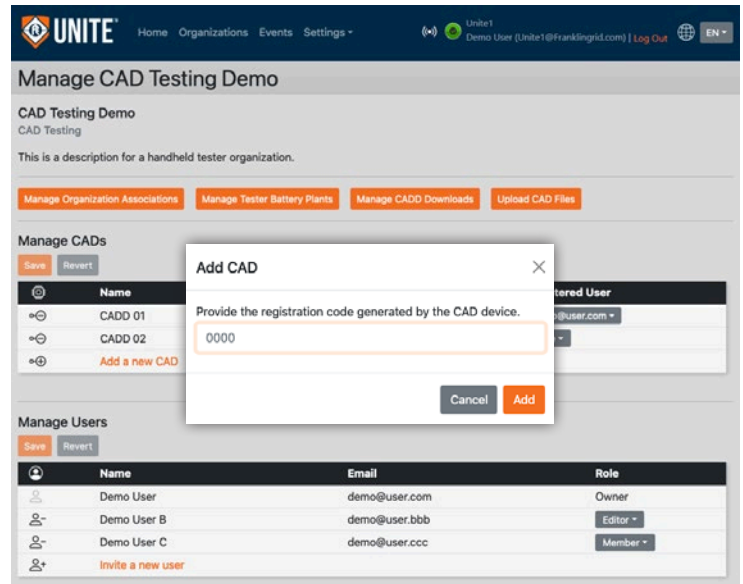 UNITE
Home Organizations Events Settings
Unite1
Demo User (Unite1@Franklingrid.com) | Log Out
EN
Manage CAD Testing Demo
CAD Testing Demo
CAD Testing
This is a description for a handheld tester organization.
Manage Organization Associations Manage Tester Battery Plants Manage CADD Downloads Upload CAD Files
Manage CADs
Save Revert
Name tered User
CADD 01 @user.com
CADD 02
Add a new CAD
Add CAD
Provide the registration code generated by the CAD device.
0000
Cancel Add
Manage Users
Save Revert
Name Email Role
Demo User demo@user.com Owner
Demo User B demo@user.bbb Editor
Demo User C demo@user.ccc Member
Invite a new user